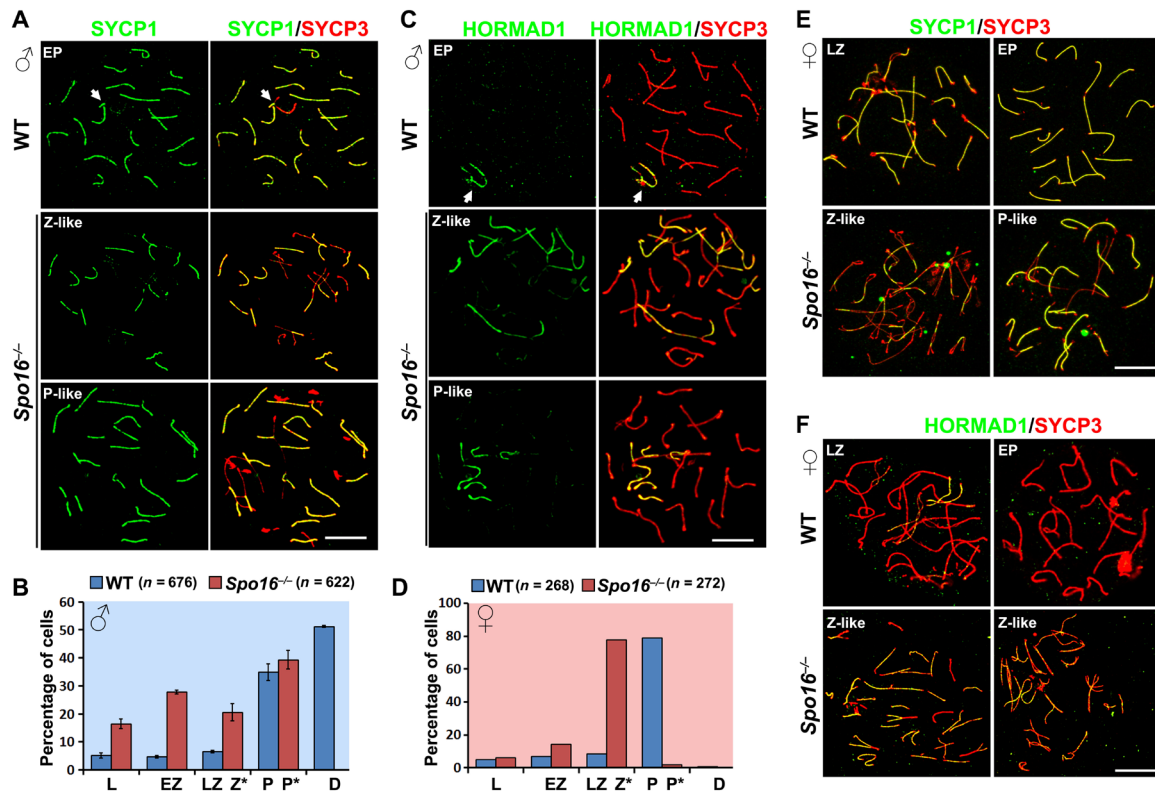 A
SYCP1 SYCP1/SYCP3
♂ EP
WT
Z-like
Spo16−/−
P-like
B
WT (n = 676) Spo16−/− (n = 622)
♂
Percentage of cells
60
50
40
30
20
10
0
L EZ LZ Z* P P* D
C
HORMAD1 HORMAD1/SYCP3
♂ EP
WT
Z-like
Spo16−/−
P-like
D
WT (n = 268) Spo16−/− (n = 272)
♀
Percentage of cells
100
80
60
40
20
0
L EZ LZ Z* P P* D
E
SYCP1/SYCP3
♀ LZ EP
WT
Z-like P-like
Spo16−/−
F
HORMAD1/SYCP3
♀ LZ EP
WT
Z-like Z-like
Spo16−/−